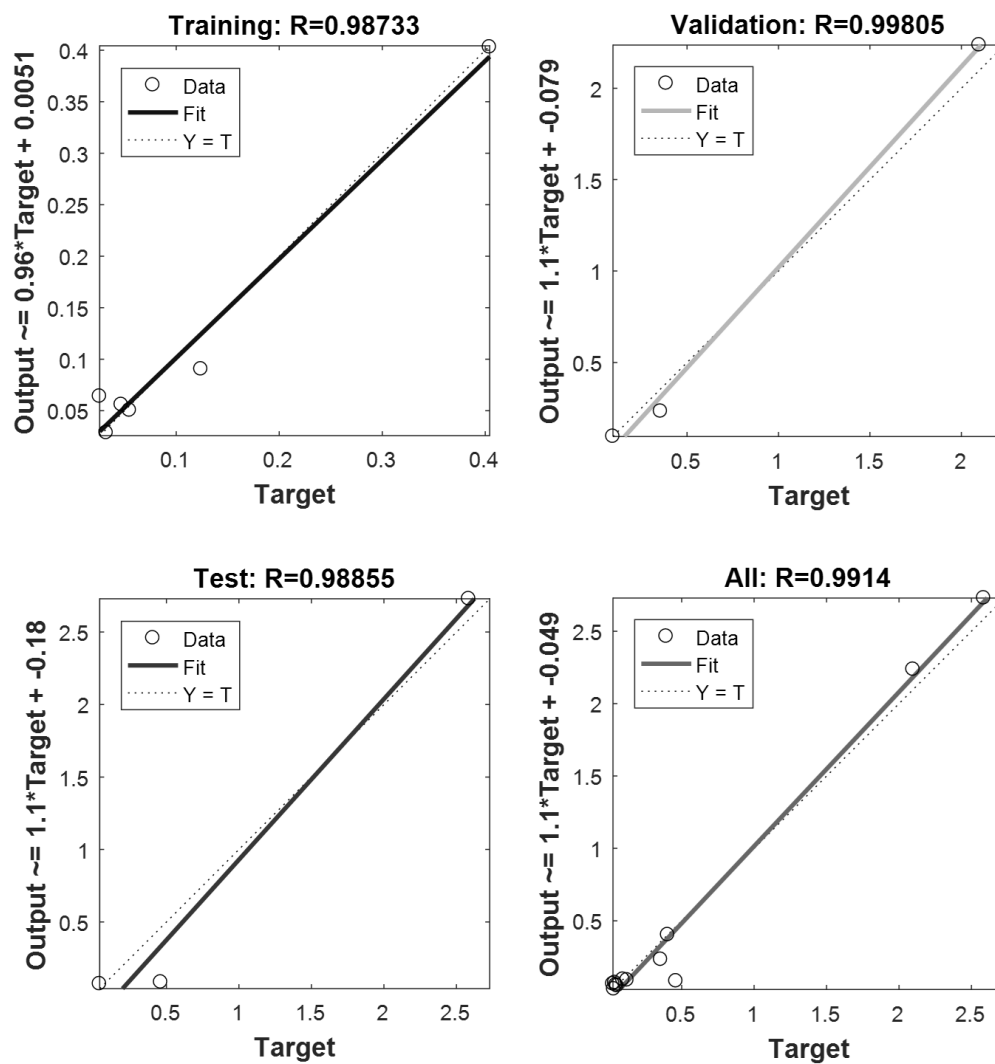 Training: R=0.98733
Output ~= 0.96*Target + 0.0051
0.4
0.35
0.3
0.25
0.2
0.15
0.1
0.05
Data
Fit
Y = T
0.1
0.2
0.3
0.4
Target
Validation: R=0.99805
Output ~= 1.1*Target + -0.079
2
1.5
1
0.5
Data
Fit
Y = T
0.5
1
1.5
2
Target
Test: R=0.98855
Output ~= 1.1*Target + -0.18
2.5
2
1.5
1
0.5
Data
Fit
Y = T
0.5
1
1.5
2
2.5
Target
All: R=0.9914
Output ~= 1.1*Target + -0.049
2.5
2
1.5
1
0.5
Data
Fit
Y = T
0.5
1
1.5
2
2.5
Target